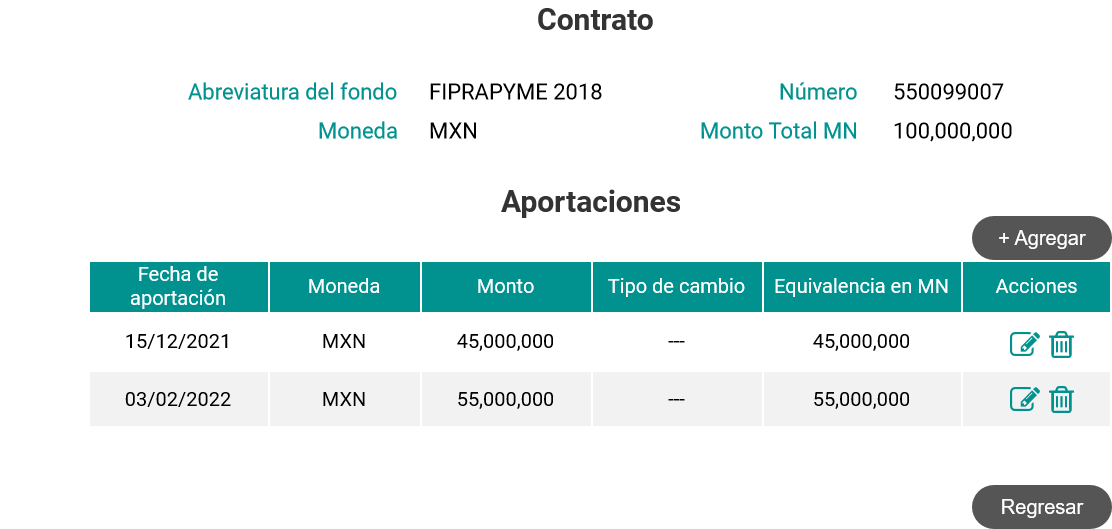 Contrato
Abreviatura del fondo FIPRAPYME 2018 Número 550099007
Moneda MXN Monto Total MN 100,000,000
Aportaciones
+ Agregar
Fecha de
aportación Moneda Monto Tipo de cambio Equivalencia en MN Acciones
15/12/2021 MXN 45,000,000 --- 45,000,000
03/02/2022 MXN 55,000,000 --- 55,000,000
Regresar